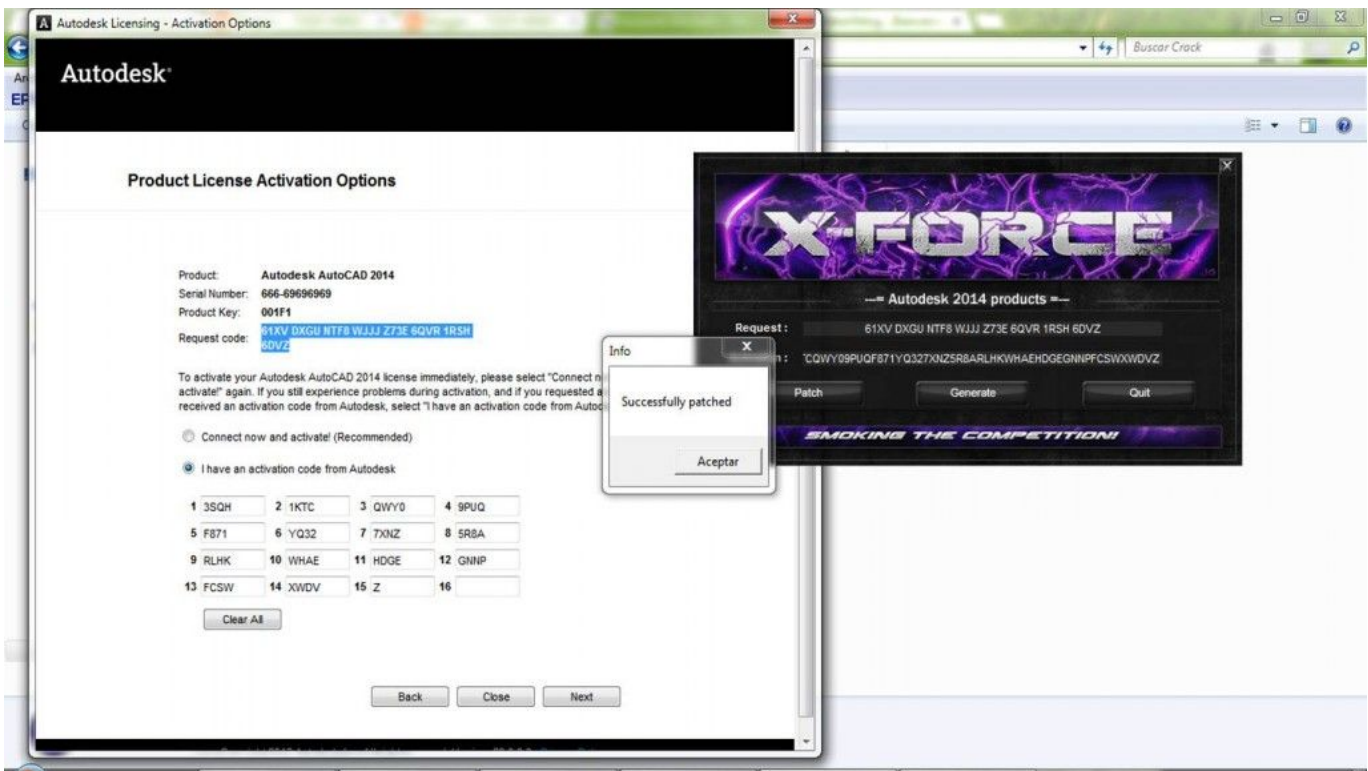 Autodesk Licensing - Activation Options
Buscar Crack
Autodesk
Product License Activation Options
Product: Autodesk AutoCAD 2014
Serial Number: 666-69696969
Product Key: 001F1
Request code: 61XV DXGU NTF8 WJJJ Z73E 6QVR 1RSH
6DVZ
To activate your Autodesk AutoCAD 2014 license immediately, please select "Connect
activate!" again. If you still experience problems during activation, and if you requested
received an activation code from Autodesk, select "I have an activation code from
Connect now and activate! (Recommended)
I have an activation code from Autodesk
1 3SQH 2 1KTC 3 QWY0 4 9PUQ
5 F871 6 YQ32 7 7XNZ 8 5R8A
9 RLHK 10 WHAE 11 HDGE 12 GNNP
13 FCSW 14 XWDV 15 Z 16
Clear All
Back Close Next
X-FORCE
---= Autodesk 2014 products =---
Request : 61XV DXGU NTF8 WJJJ Z73E 6QVR 1RSH 6DVZ
TCQWY09PUQF871YQ327XNZ5R8ARLHKWHAEHDGEGNNPFCSWXWDVZ
Patch Generate Quit
SMOKING THE COMPETITION!
Info
Successfully patched
Aceptar